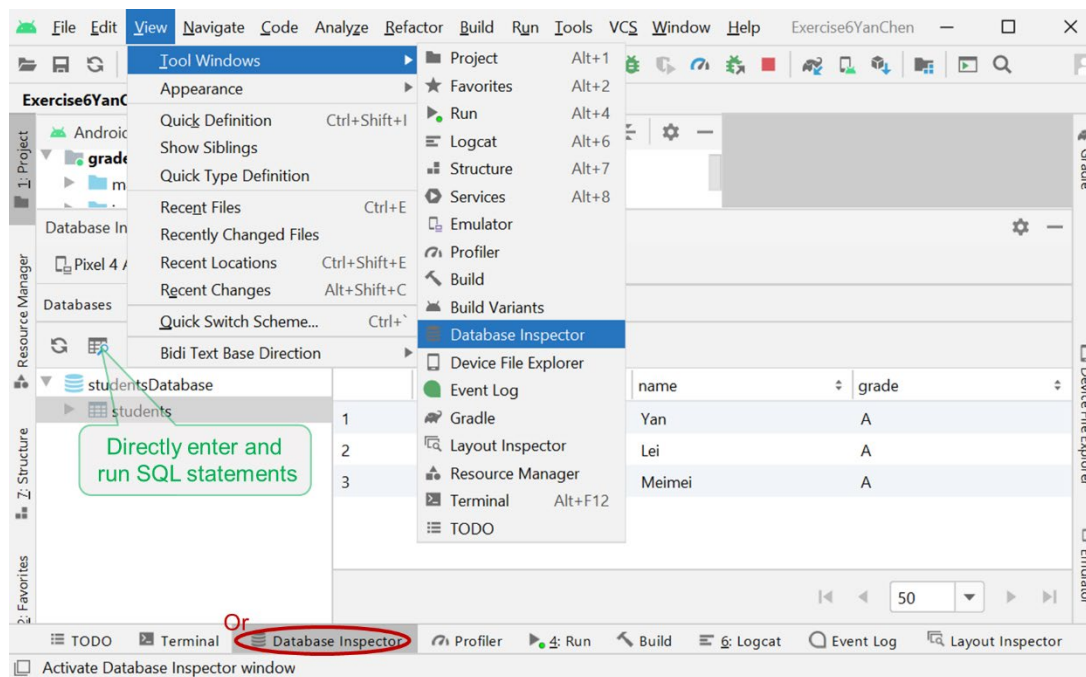 File Edit View Navigate Code Analyze Refactor Build Run Tools VCS Window Help Exercise6YanChen
Exercise6YanC
Tool Windows
Appearance
Quick Definition Ctrl+Shift+I
Show Siblings
Quick Type Definition
Recent Files Ctrl+E
Recently Changed Files
Recent Locations Ctrl+Shift+E
Recent Changes Alt+Shift+C
Quick Switch Scheme... Ctrl+`
Bidi Text Base Direction
Project Alt+1
Favorites Alt+2
Run Alt+4
Logcat Alt+6
Structure Alt+7
Services Alt+8
Emulator
Profiler
Build
Build Variants
Database Inspector
Device File Explorer
Event Log
Gradle
Layout Inspector
Resource Manager
Terminal Alt+F12
TODO
1: Project
Resource Manager
Z: Structure
2: Favorites
Androi
grade
m
Database In
Pixel 4 A
Databases
studentsDatabase
students
Directly enter and
run SQL statements
name grade
1 Yan A
2 Lei A
3 Meimei A
50
Gradle
Device File Explorer
Emulator
Or
TODO Terminal Database Inspector Profiler 4: Run Build 6: Logcat Event Log Layout Inspector
Activate Database Inspector window